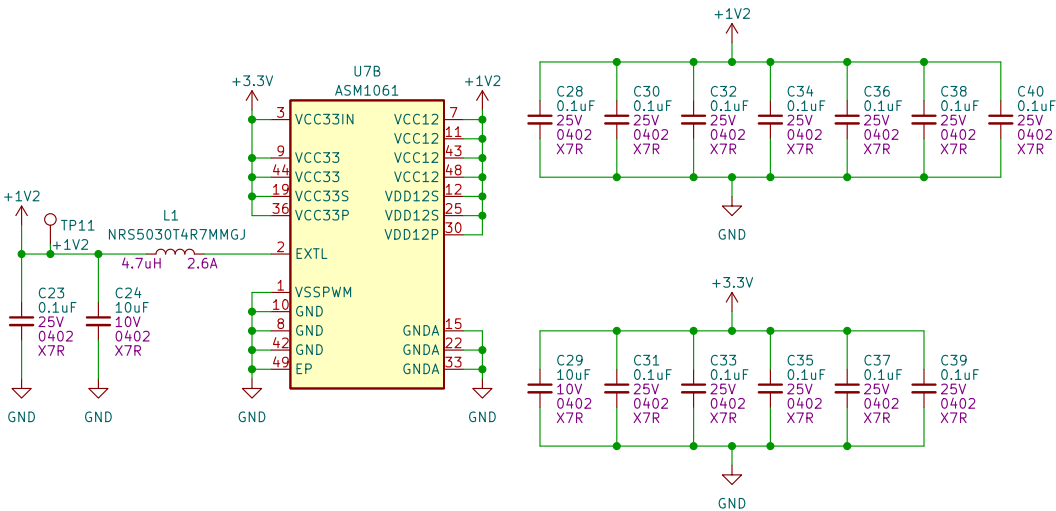 +1V2
TP11
+1V2
L1
NRS5030T4R7MMGJ
4.7uH
2.6A
C23
0.1uF
25V
0402
X7R
GND
C24
10uF
10V
0402
X7R
GND
+3.3V
U7B
ASM1061
+1V2
3
VCC33IN
9
VCC33
44
VCC33
19
VCC33S
36
VCC33P
2
EXTL
1
VSSPWM
10
GND
8
GND
42
GND
49
EP
VCC12
7
VCC12
11
VCC12
43
VCC12
48
VDD12S
12
VDD12S
25
VDD12P
30
GNDA
15
GNDA
22
GNDA
33
GND
GND
+1V2
C28
0.1uF
25V
0402
X7R
C30
0.1uF
25V
0402
X7R
C32
0.1uF
25V
0402
X7R
C34
0.1uF
25V
0402
X7R
C36
0.1uF
25V
0402
X7R
C38
0.1uF
25V
0402
X7R
C40
0.1uF
25V
0402
X7R
GND
+3.3V
C29
10uF
10V
0402
X7R
C31
0.1uF
25V
0402
X7R
C33
0.1uF
25V
0402
X7R
C35
0.1uF
25V
0402
X7R
C37
0.1uF
25V
0402
X7R
C39
0.1uF
25V
0402
X7R
GND